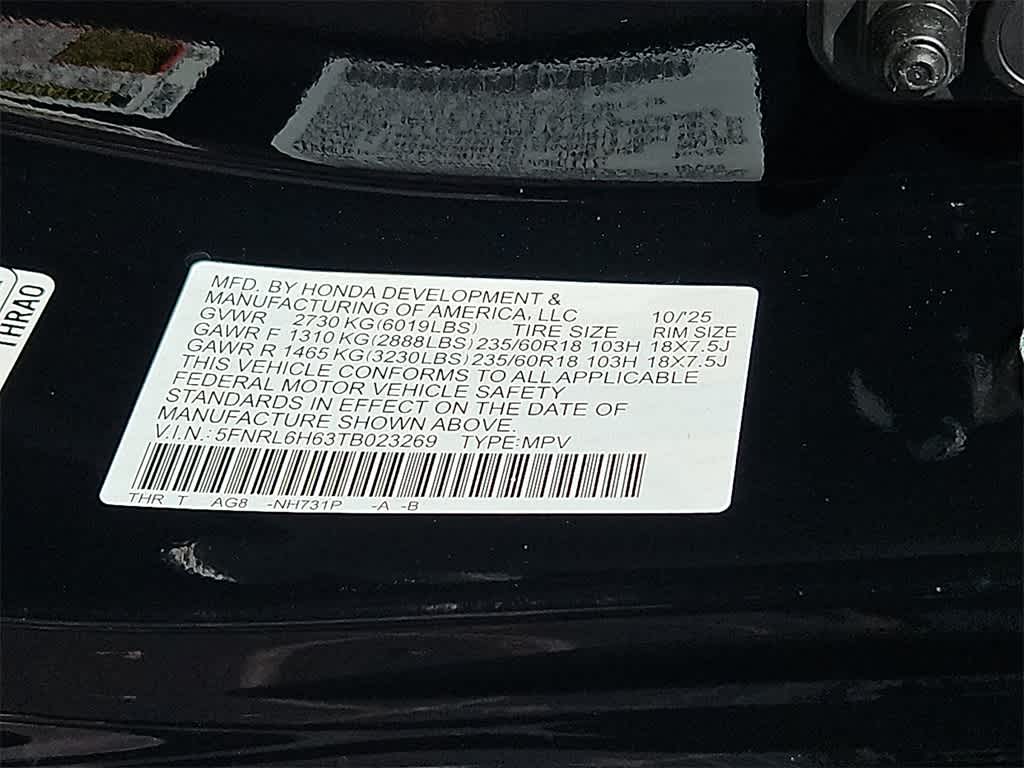 MFD. BY HONDA DEVELOPMENT &
MANUFACTURING OF AMERICA, LLC 10/'25
GVWR 2730 KG(6019LBS) TIRE SIZE RIM SIZE
GAWR F 1310 KG(2888LBS) 235/60R18 103H 18X7.5J
GAWR R 1465 KG(3230LBS) 235/60R18 103H 18X7.5J
THIS VEHICLE CONFORMS TO ALL APPLICABLE
FEDERAL MOTOR VEHICLE SAFETY
STANDARDS IN EFFECT ON THE DATE OF
MANUFACTURE SHOWN ABOVE.
V.I.N.: 5FNRL6H63TB023269 TYPE:MPV
THR T AG8 -NH731P -A -B
THRA0